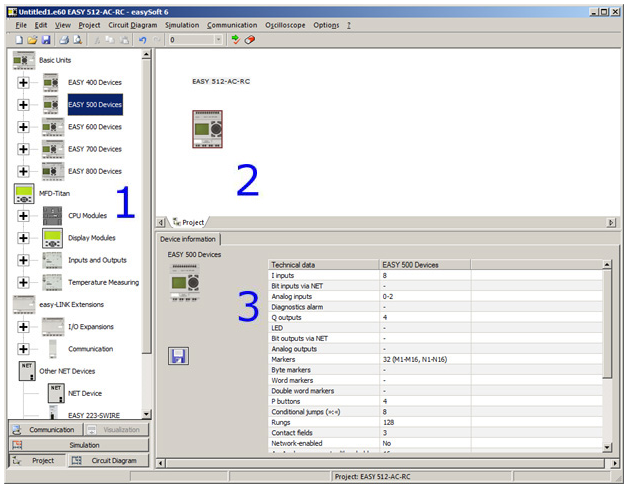 Untitled1.e60 EASY 512-AC-RC - easySoft 6
File Edit View Project Circuit Diagram Simulation Communication Oscilloscope Options ?
0
Basic Units
EASY 400 Devices
EASY 500 Devices
EASY 600 Devices
EASY 700 Devices
EASY 800 Devices
MFD-Titan
1
CPU Modules
Display Modules
Inputs and Outputs
Temperature Measuring
easy-LINK Extensions
I/O Expansions
Communication
Other NET Devices
NET
NET Device
NET
EASY 223-SWIRE
Communication Visualization
Simulation
Project Circuit Diagram
EASY 512-AC-RC
2
Project
Device information
EASY 500 Devices
3
Technical data EASY 500 Devices
I inputs 8
Bit inputs via NET -
Analog inputs 0-2
Diagnostics alarm -
Q outputs 4
LED -
Bit outputs via NET -
Analog outputs -
Markers 32 (M1-M16, N1-N16)
Byte markers -
Word markers -
Double word markers -
P buttons 4
Conditional jumps (=:=) 8
Rungs 128
Contact fields 3
Network-enabled No
Project: EASY 512-AC-RC